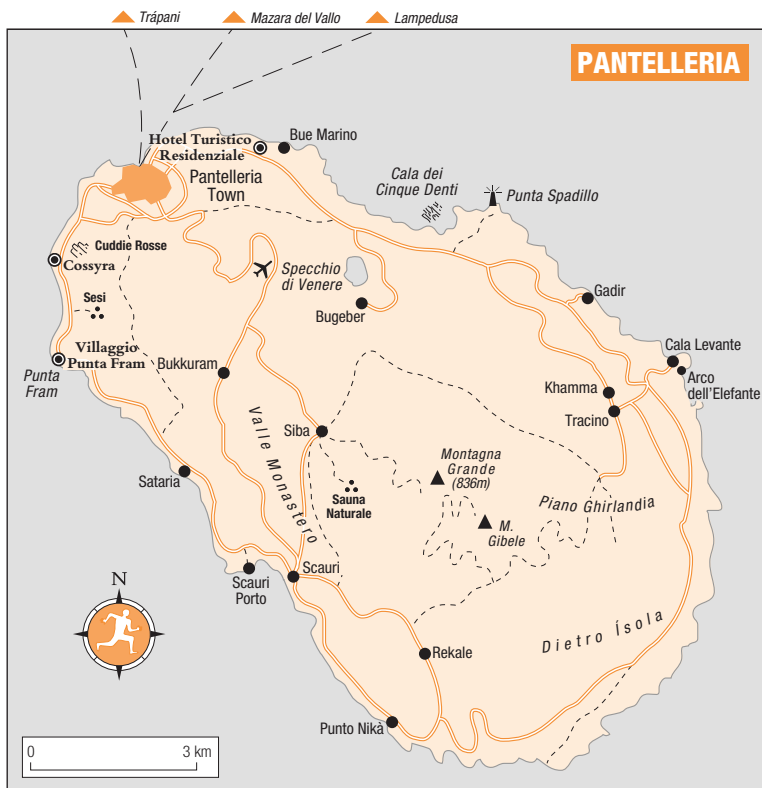 Trápani
Mazara del Vallo
Lampedusa
PANTELLERIA
Hotel Turistico
Residenziale
Bue Marino
Pantelleria
Town
Cala dei
Cinque Denti
Punta Spadillo
Cuddie Rosse
Cossyra
Specchio
di Venere
Gadir
Sesi
Bugeber
Cala Levante
Villaggio
Punta Fram
Punta
Fram
Bukkuram
Arco
dell'Elefante
Khamma
Tracino
Siba
Valle Monastero
Montagna
Grande
(836m)
Sataria
Sauna
Naturale
Piano Ghirlandia
M.
Gibele
Scauri
Scauri
Porto
N
Dietro Ísola
Rekale
Punto Nikà
0
3 km